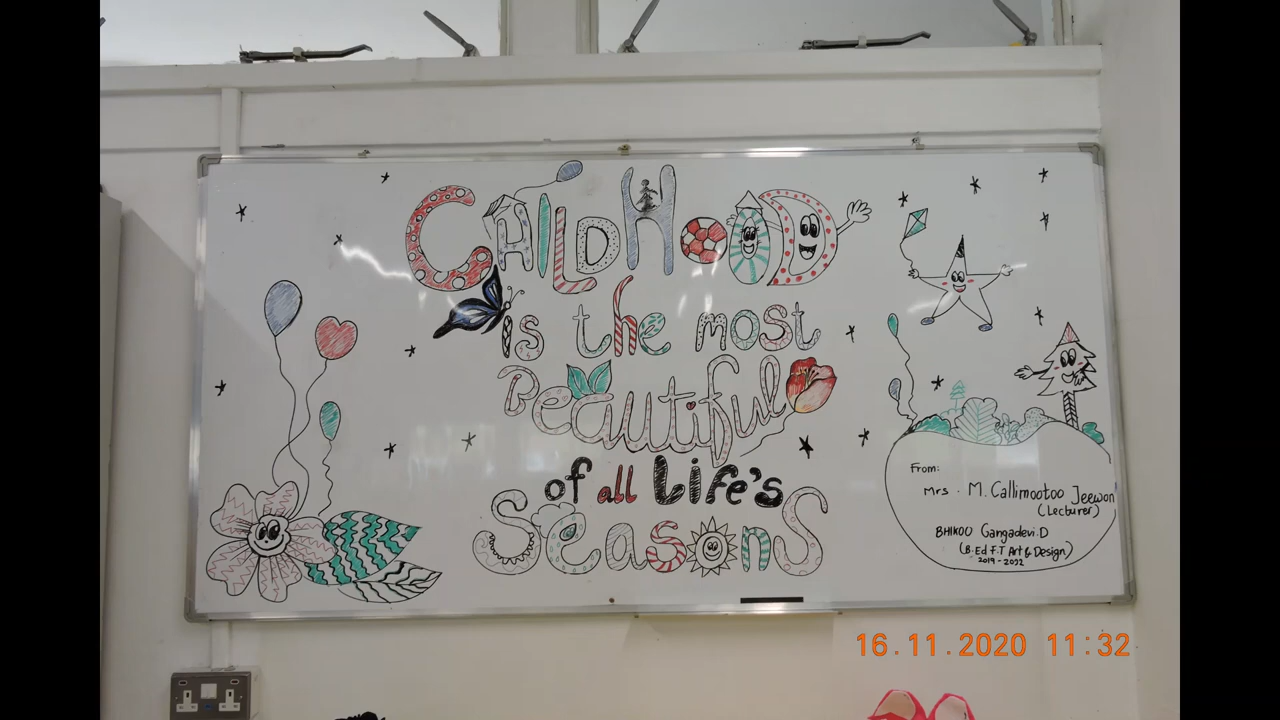 CHILDHOOD
is the most
Beautiful
of all Life's
Seasons
From:
Mrs. M. Callimootoo Jeewon
(Lecturer)
BHIKOO Gangadevi.D
(B.Ed F.T Art & Design)
2019-2022
16.11.2020 11:32